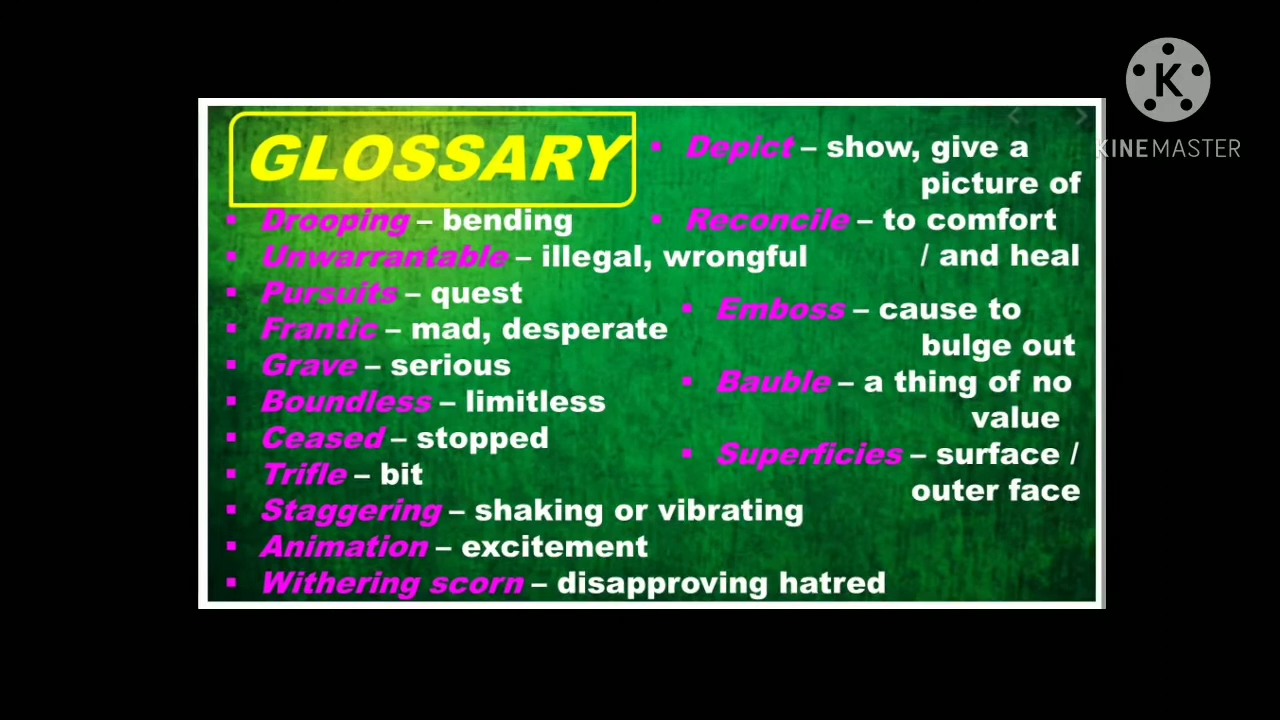 GLOSSARY
▪ Drooping – bending
▪ Unwarrantable – illegal, wrongful
▪ Pursuits – quest
▪ Frantic – mad, desperate
▪ Grave – serious
▪ Boundless – limitless
▪ Ceased – stopped
▪ Trifle – bit
▪ Staggering – shaking or vibrating
▪ Animation – excitement
▪ Withering scorn – disapproving hatred
▪ Depict – show, give a
picture of
▪ Reconcile – to comfort
/ and heal
▪ Emboss – cause to
bulge out
▪ Bauble – a thing of no
value
▪ Superficies – surface /
outer face
K
KINEMASTER